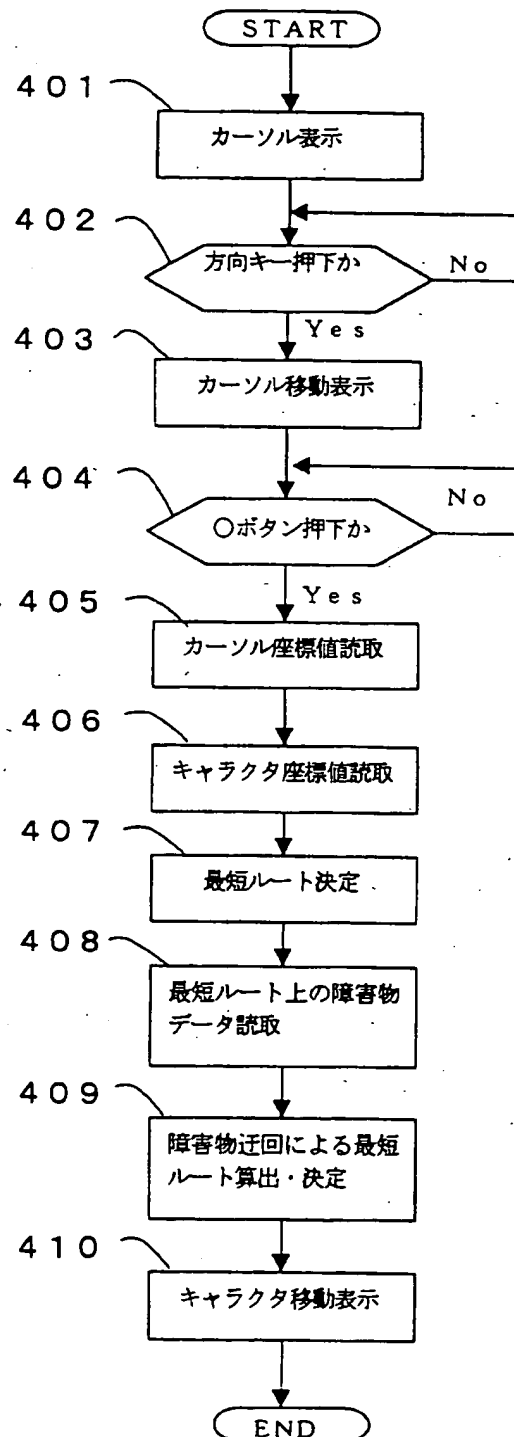 START
401
カーソル表示
402
方向キー押下か
No
Yes
403
カーソル移動表示
404
No
○ボタン押下か
Yes
405
カーソル座標値読取
406
キャラクタ座標値読取
407
最短ルート決定
408
最短ルート上の障害物
データ読取
409
障害物迂回による最短
ルート算出・決定
410
キャラクタ移動表示
END